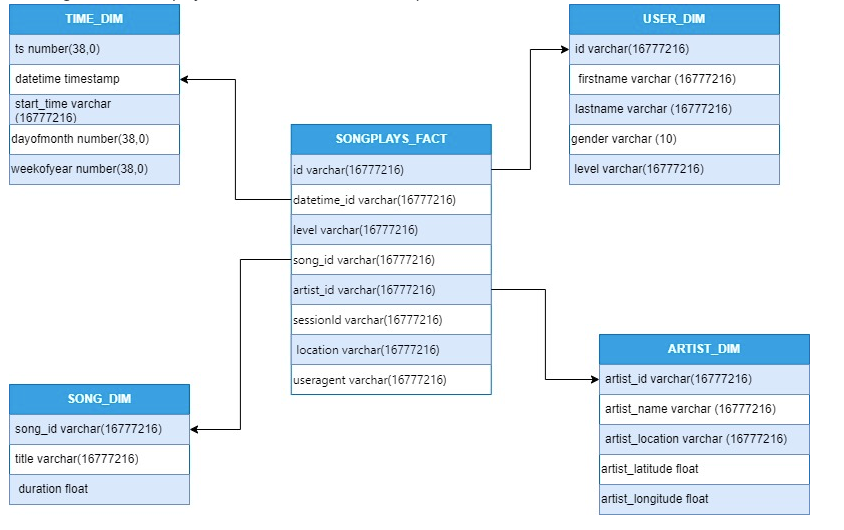 TIME_DIM
ts number(38,0)
datetime timestamp
start_time varchar
(16777216)
dayofmonth number(38,0)
weekofyear number(38,0)
USER_DIM
id varchar(16777216)
firstname varchar (16777216)
lastname varchar (16777216)
gender varchar (10)
level varchar(16777216)
SONGPLAYS_FACT
id varchar(16777216)
datetime_id varchar(16777216)
level varchar(16777216)
song_id varchar(16777216)
artist_id varchar(16777216)
sessionId varchar(16777216)
location varchar(16777216)
useragent varchar(16777216)
SONG_DIM
song_id varchar(16777216)
title varchar(16777216)
duration float
ARTIST_DIM
artist_id varchar(16777216)
artist_name varchar (16777216)
artist_location varchar (16777216)
artist_latitude float
artist_longitude float